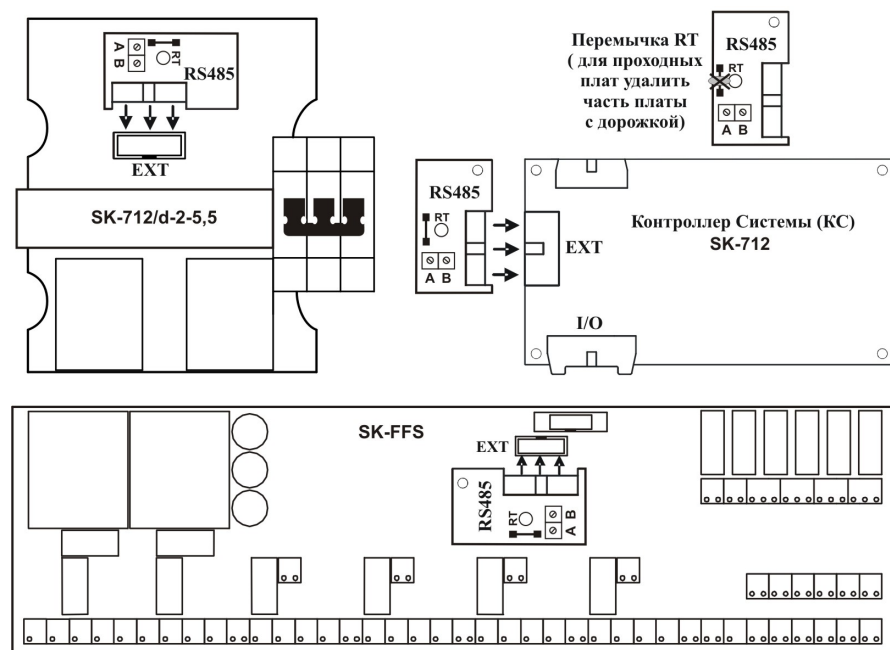 A
B
RT
RS485
EXT
SK-712/d-2-5,5
Перемычка RT
( для проходных
плат удалить
часть платы
с дорожкой)
RS485
RT
A B
RS485
RT
A B
EXT
Контроллер Системы (КС)
SK-712
I/O
SK-FFS
EXT
RS485
RT
B
A